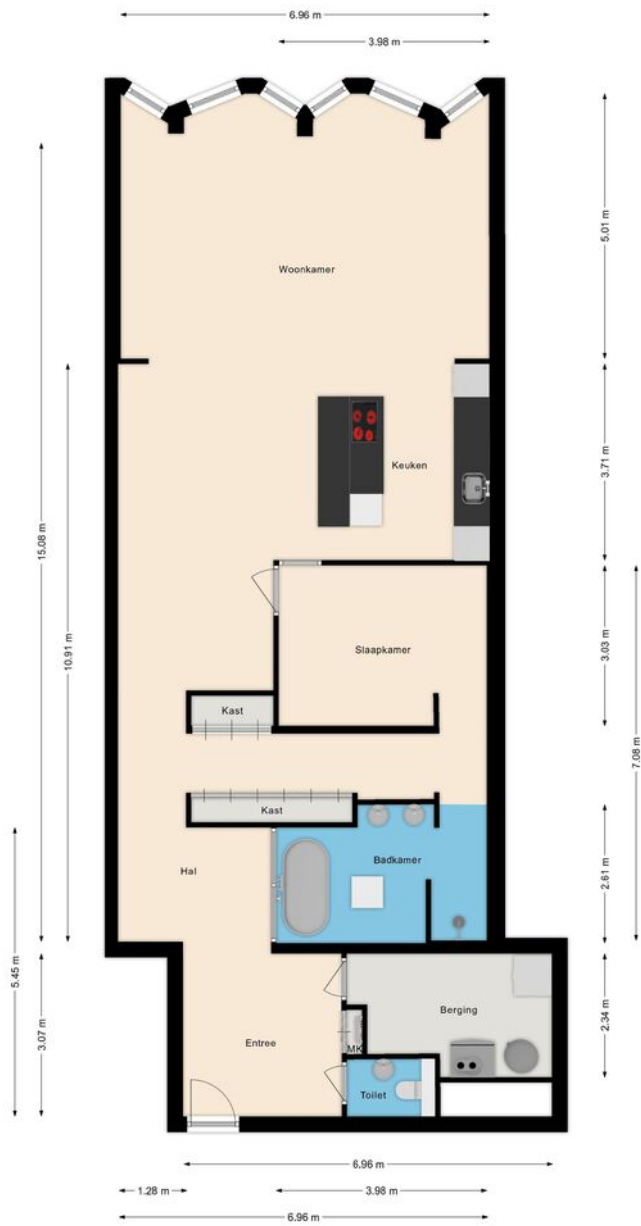 6.96 m
3.98 m
5.01 m
Woonkamer
3.71 m
Keuken
15.08 m
10.91 m
3.03 m
Slaapkamer
7.08 m
Kast
Kast
2.61 m
Badkamer
Hal
5.45 m
3.07 m
2.34 m
Berging
Entree
MK
Toilet
6.96 m
1.28 m
3.98 m
6.96 m